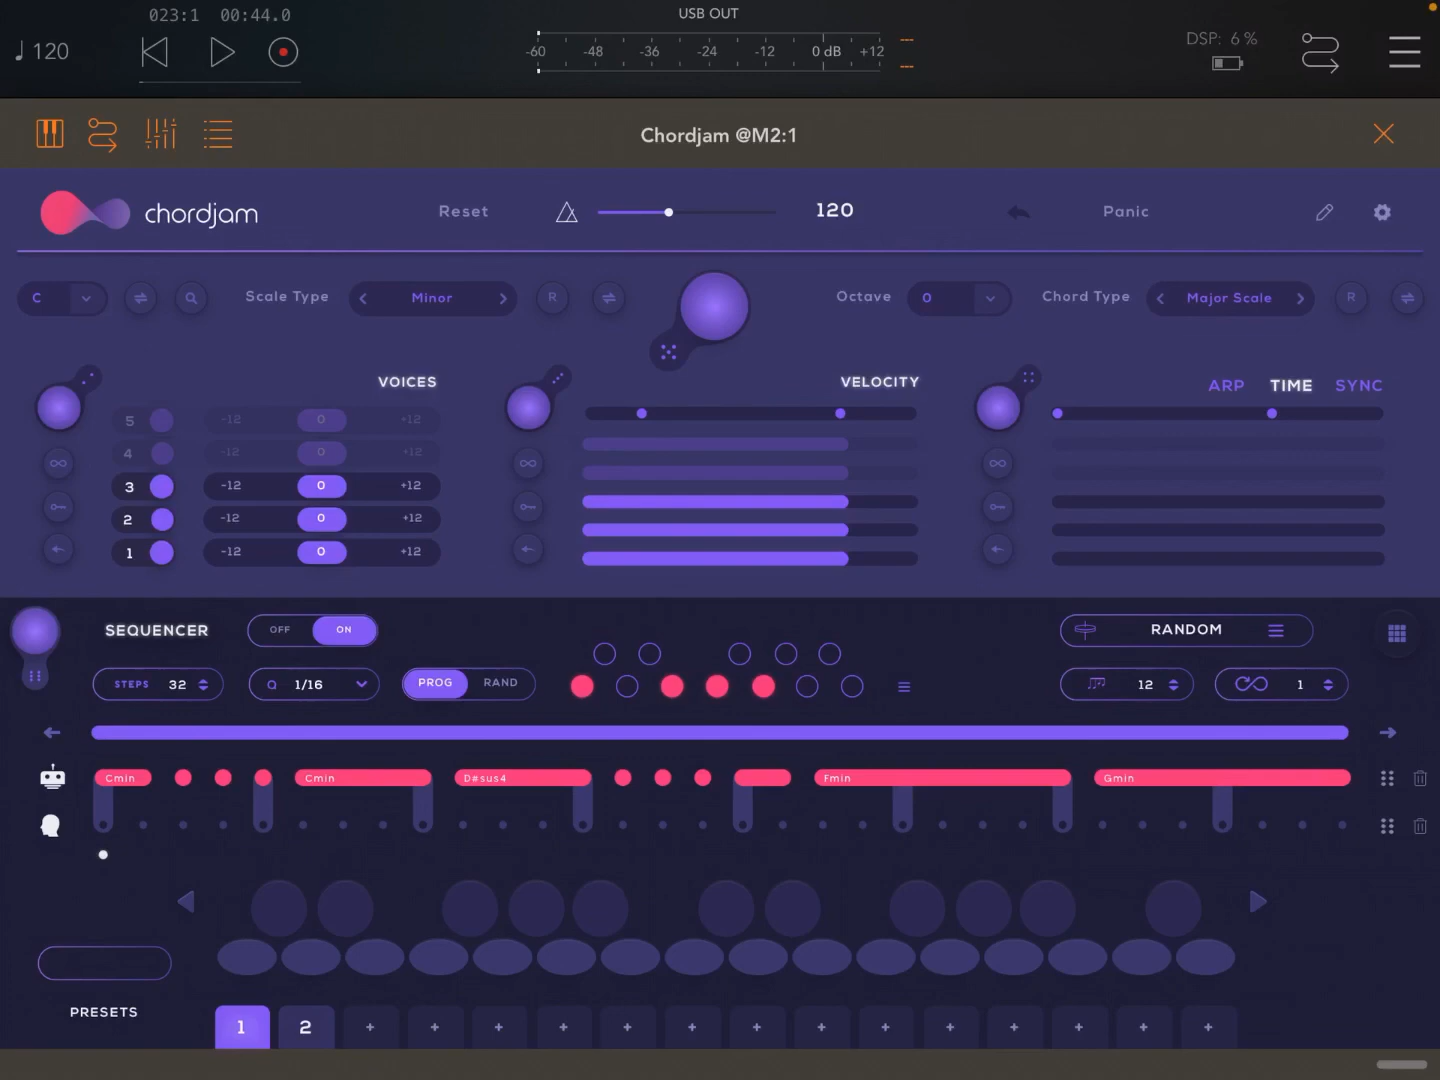 023:1 00:44.0
USB OUT
120
-60 -48 -36 -24 -12 0 dB +12
DSP: 6 %
Chordjam @M2:1
chordjam
Reset
120
Panic
C
Scale Type
Minor
R
Octave
0
Chord Type
Major Scale
R
VOICES
VELOCITY
ARP TIME SYNC
5 -12 0 +12
4 -12 0 +12
3 -12 0 +12
2 -12 0 +12
1 -12 0 +12
SEQUENCER
OFF ON
RANDOM
STEPS 32
Q 1/16
PROG RAND
12
1
Cmin Cmin D#sus4 Fmin Gmin
PRESETS
1 2 + + + + + + + + + + + + + +